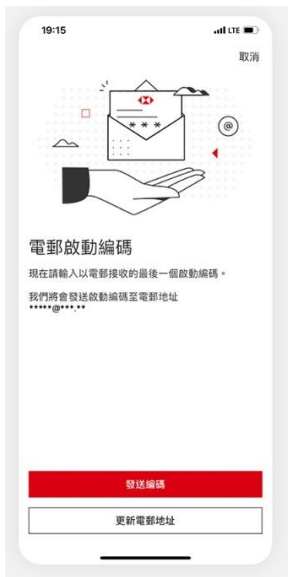 19:15
LTE
取消
* * *
@
電郵啟動編碼
現在請輸入以電郵接收的最後一個啟動編碼。
我們將會發送啟動編碼至電郵地址
*****@***.**
發送編碼
更新電郵地址